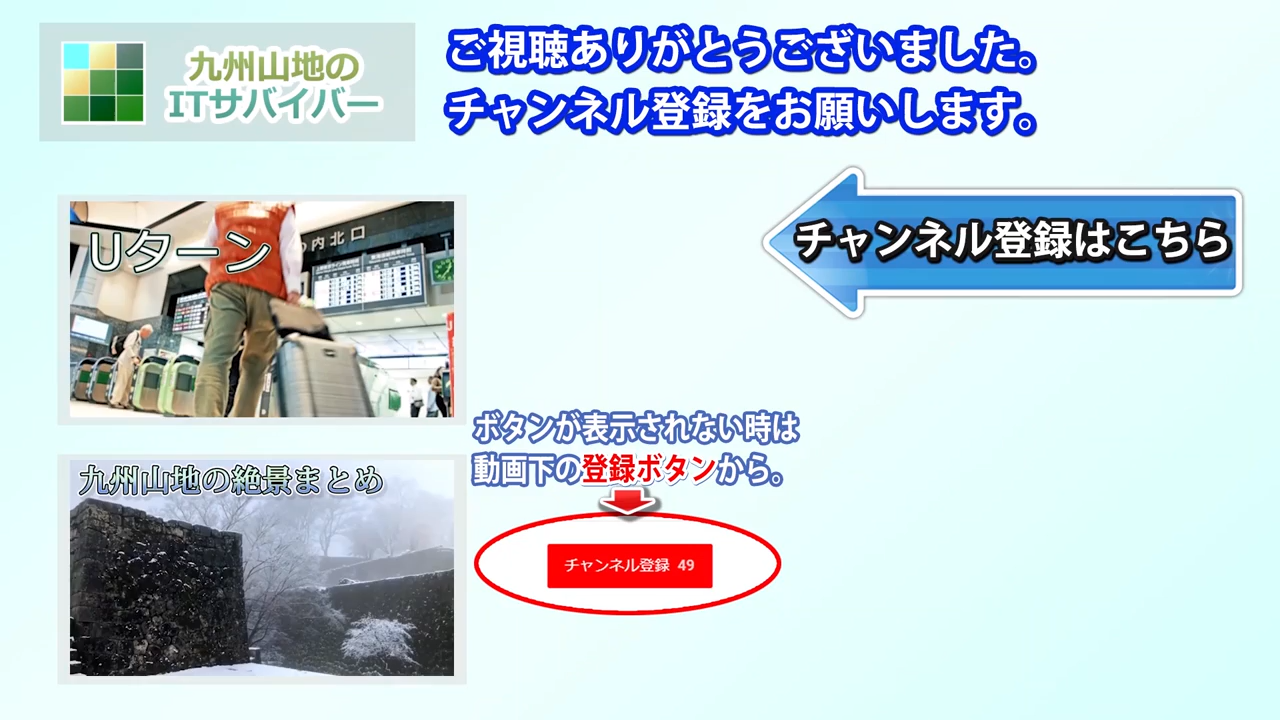 九州山地の
ITサバイバー
ご視聴ありがとうございました。
チャンネル登録をお願いします。
チャンネル登録はこちら
Uターン
の内北口
ボタンが表示されない時は
動画下の登録ボタンから。
チャンネル登録 49
九州山地の絶景まとめ